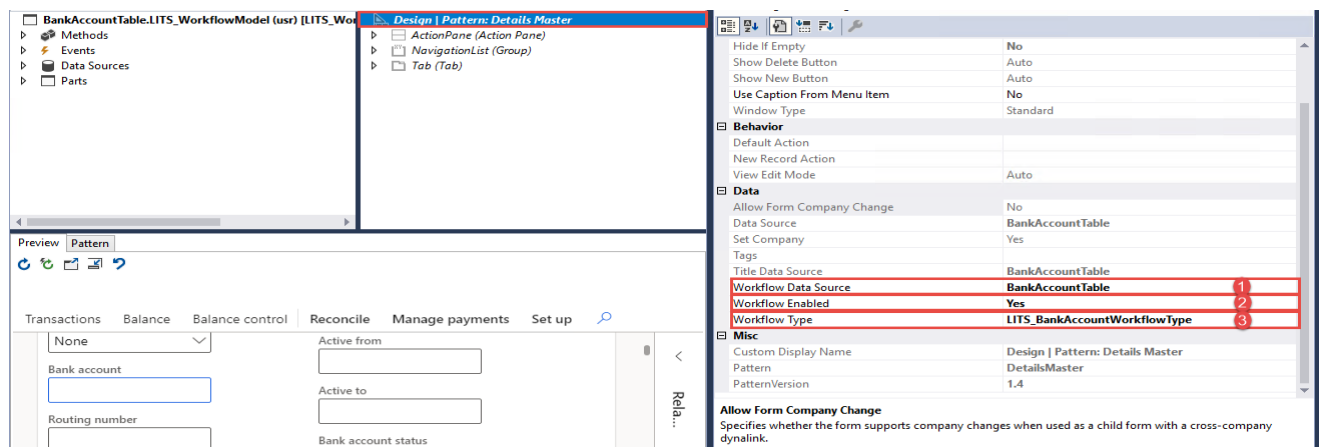 BankAccountTable.LITS_WorkflowModel (usr) [LITS_Wor
Methods
Events
Data Sources
Parts
Design | Pattern: Details Master
ActionPane (Action Pane)
NavigationList (Group)
Tab (Tab)
Preview Pattern
Transactions Balance Balance control Reconcile Manage payments Set up
None
Bank account
Routing number
Active from
Active to
Bank account status
Rela...
Hide If Empty No
Show Delete Button Auto
Show New Button Auto
Use Caption From Menu Item No
Window Type Standard
Behavior
Default Action
New Record Action
View Edit Mode Auto
Data
Allow Form Company Change No
Data Source BankAccountTable
Set Company Yes
Tags
Title Data Source BankAccountTable
Workflow Data Source BankAccountTable 1
Workflow Enabled Yes 2
Workflow Type LITS_BankAccountWorkflowType 3
Misc
Custom Display Name Design | Pattern: Details Master
Pattern DetailsMaster
PatternVersion 1.4
Allow Form Company Change
Specifies whether the form supports company changes when used as a child form with a cross-company
dynalink.